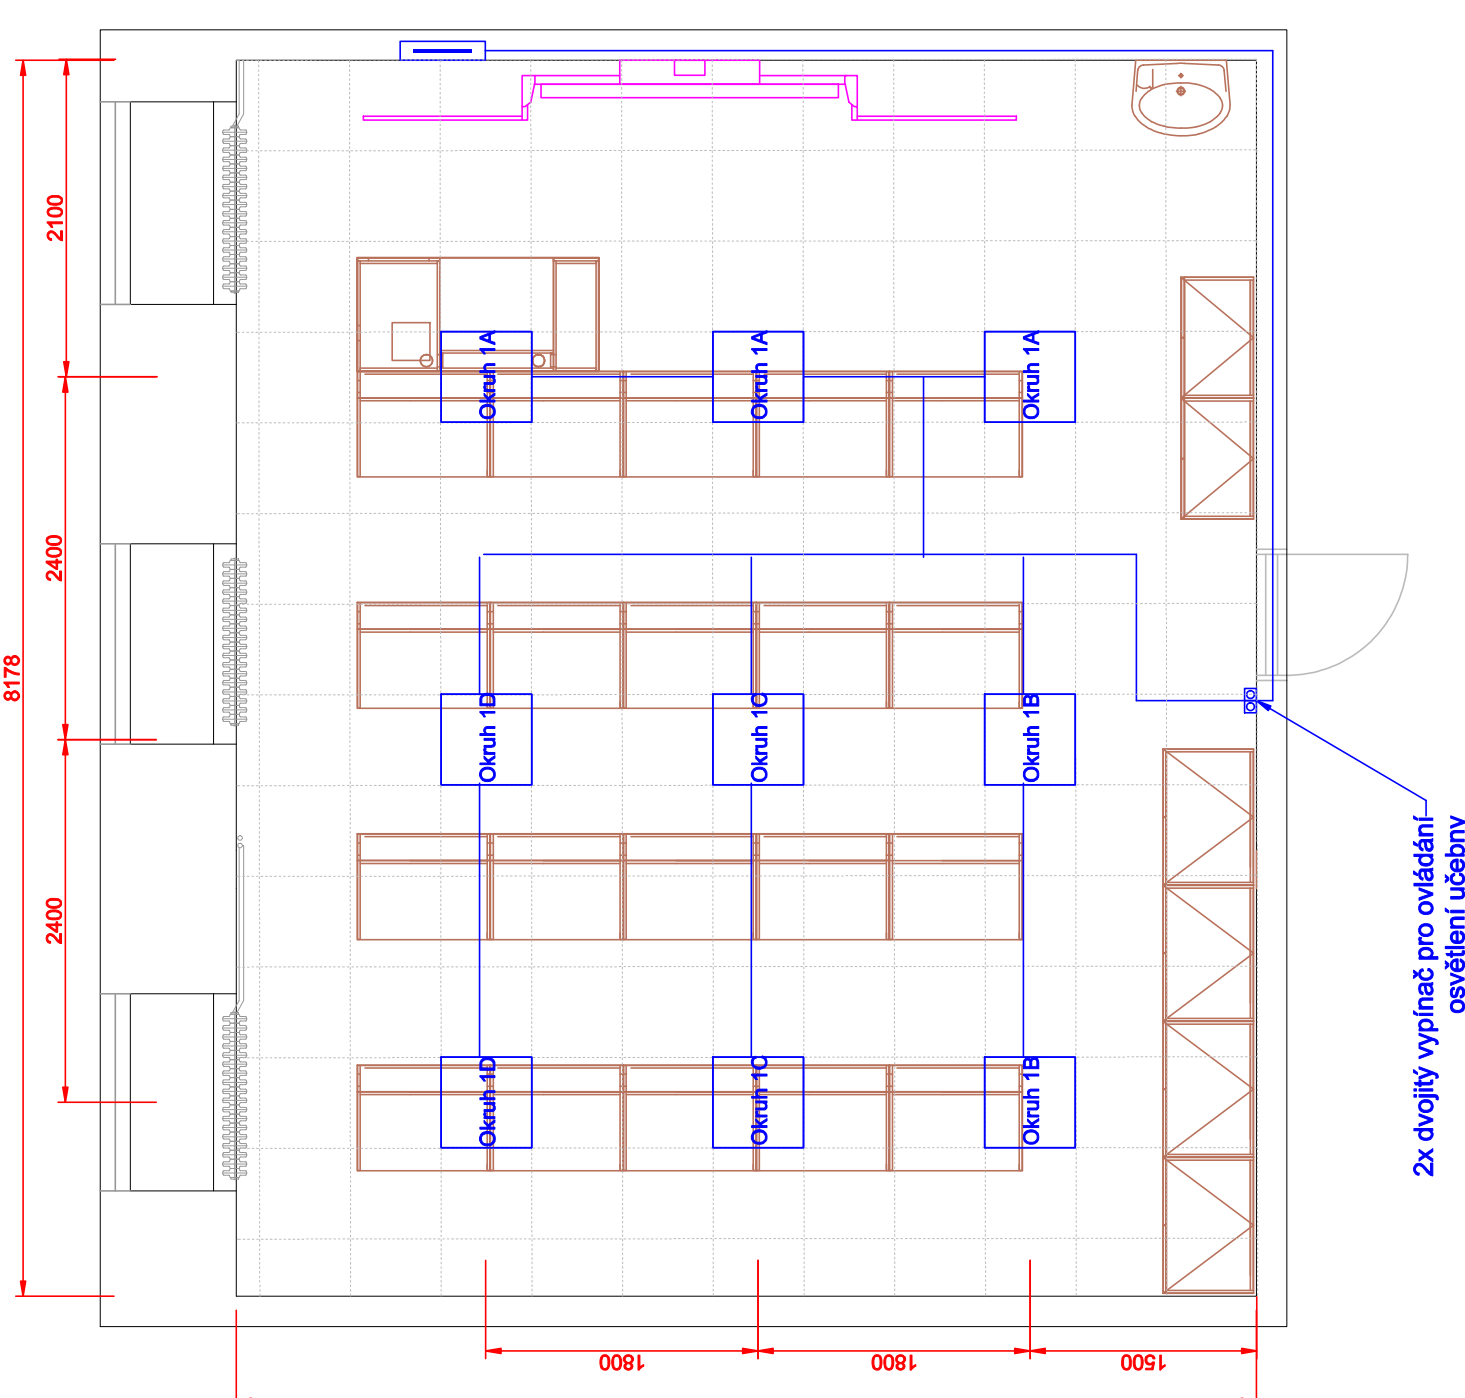 2100
2400
8178
2400
Okruh 1A
Okruh 1A
Okruh 1A
Okruh 1D
Okruh 1C
Okruh 1B
Okruh 1D
Okruh 1C
Okruh 1B
2x dvojitý vypínač pro ovládání
osvětlení učebny
1800
1800
1500